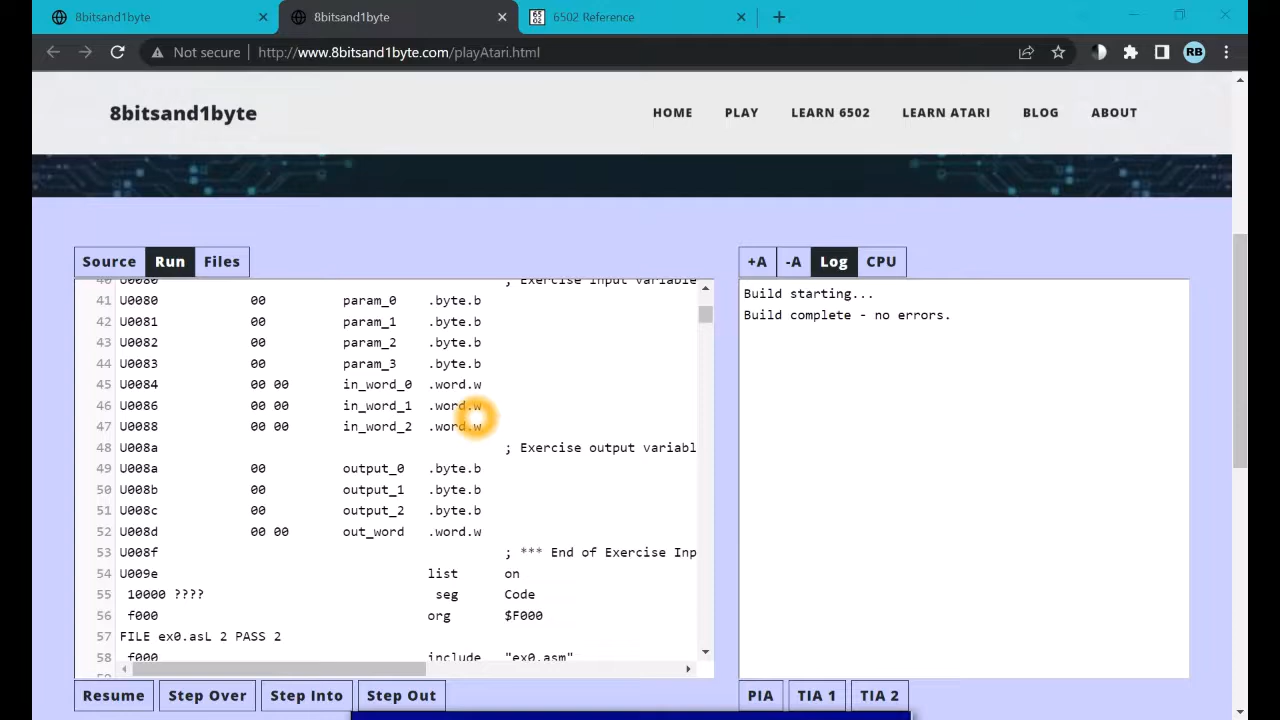 8bitsand1byte
8bitsand1byte
6502 Reference
Not secure http://www.8bitsand1byte.com/playAtari.html
RB
8bitsand1byte
HOME PLAY LEARN 6502 LEARN ATARI BLOG ABOUT
Source Run Files
+A -A Log CPU
40 U0080 ; Exercise input variable
41 U0080 00 param_0 .byte.b
42 U0081 00 param_1 .byte.b
43 U0082 00 param_2 .byte.b
44 U0083 00 param_3 .byte.b
45 U0084 00 00 in_word_0 .word.w
46 U0086 00 00 in_word_1 .word.w
47 U0088 00 00 in_word_2 .word.w
48 U008a ; Exercise output variabl
49 U008a 00 output_0 .byte.b
50 U008b 00 output_1 .byte.b
51 U008c 00 output_2 .byte.b
52 U008d 00 00 out_word .word.w
53 U008f ; *** End of Exercise Inp
54 U009e list on
55 10000 ???? seg Code
56 f000 org $F000
57 FILE ex0.asL 2 PASS 2
58 f000 include "ex0.asm"
Build starting...
Build complete - no errors.
Resume Step Over Step Into Step Out
PIA TIA 1 TIA 2